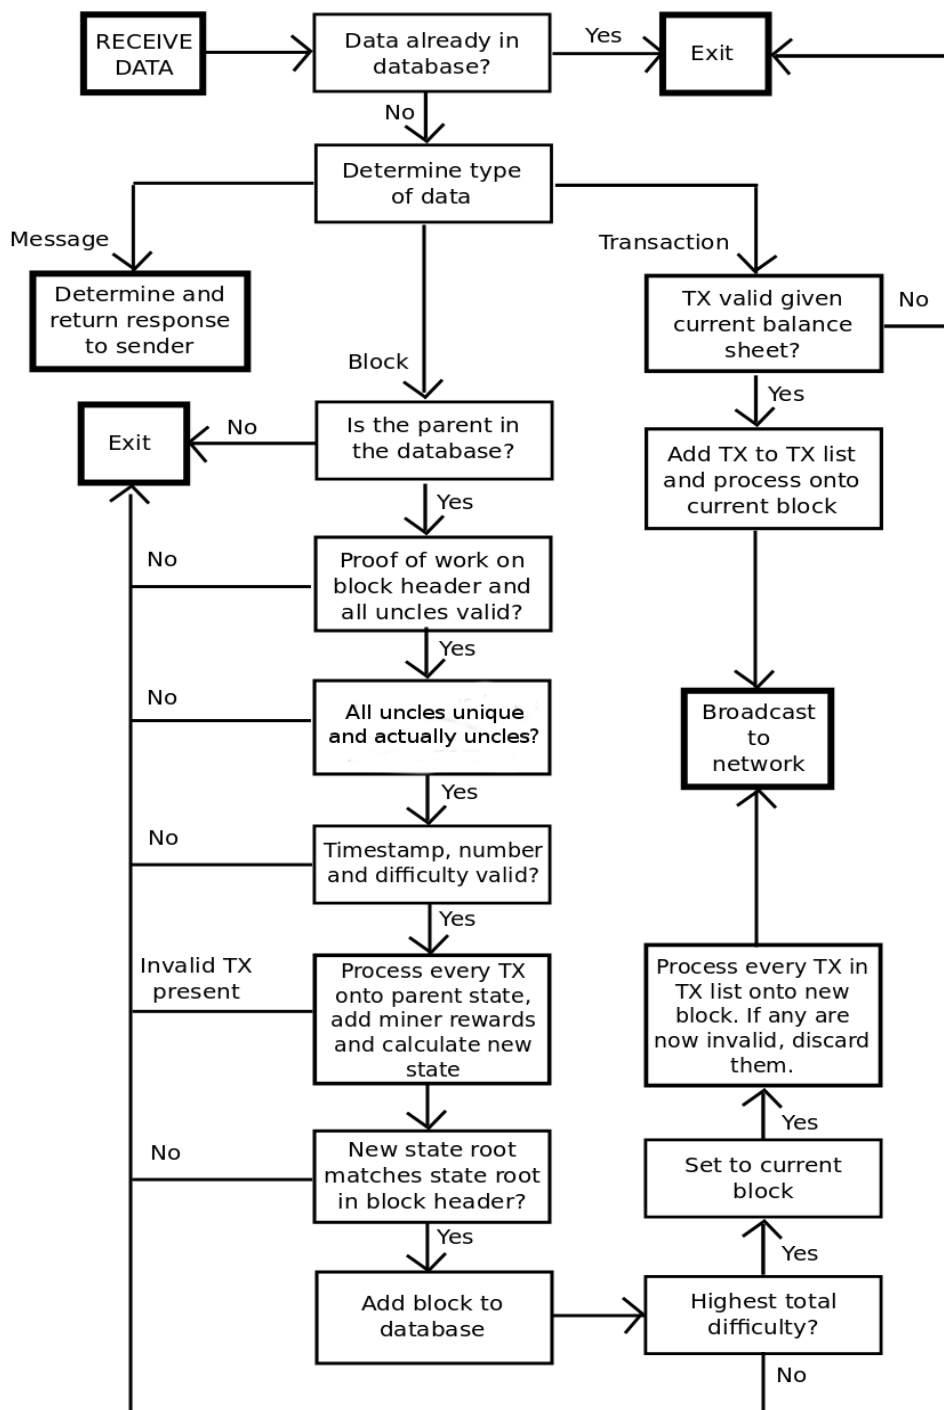 RECEIVE
DATA
Data already in
database?
Yes
Exit
No
Determine type
of data
Message
Determine and
return response
to sender
Transaction
TX valid given
current balance
sheet?
No
Block
Yes
Exit
No
Is the parent in
the database?
Add TX to TX list
and process onto
current block
Yes
No
Proof of work on
block header and
all uncles valid?
Yes
No
All uncles unique
and actually uncles?
Broadcast
to
network
Yes
No
Timestamp, number
and difficulty valid?
Yes
Invalid TX
present
Process every TX
onto parent state,
add miner rewards
and calculate new
state
Process every TX in
TX list onto new
block. If any are
now invalid, discard
them.
Yes
No
New state root
matches state root
in block header?
Set to current
block
Yes
Yes
Add block to
database
Highest total
difficulty?
No